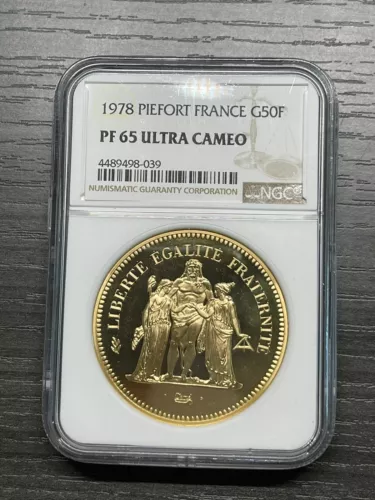 1978 PIEFORT FRANCE G50F
PF 65 ULTRA CAMEO
4489498-039
NUMISMATIC GUARANTY CORPORATION
NGC
LIBERTE EGALITE FRATERNITE